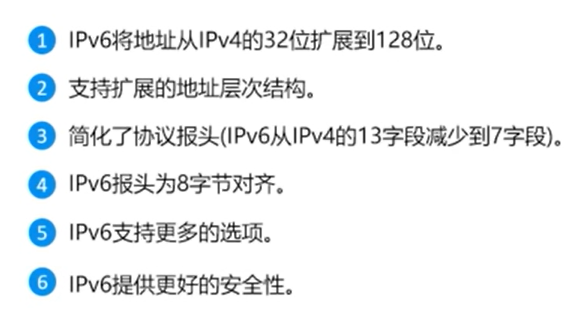 1 IPv6将地址从IPv4的32位扩展到128位。
2 支持扩展的地址层次结构。
3 简化了协议报头(IPv6从IPv4的13字段减少到7字段)。
4 IPv6报头为8字节对齐。
5 IPv6支持更多的选项。
6 IPv6提供更好的安全性。